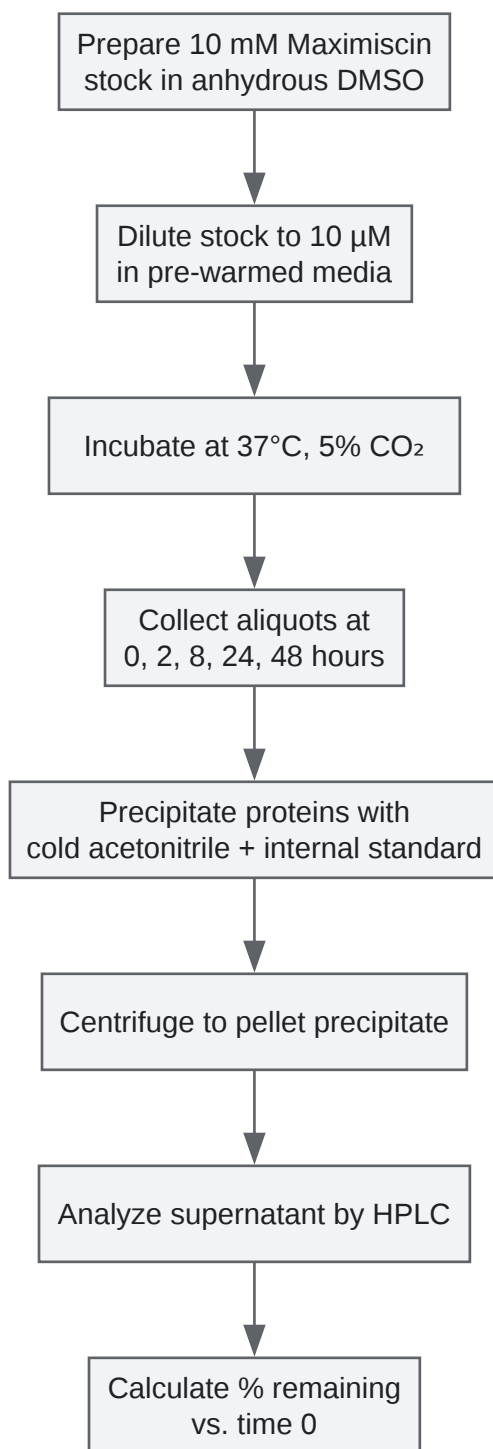 Prepare 10 mM Maximiscin
stock in anhydrous DMSO
Dilute stock to 10 µM
in pre-warmed media
Incubate at 37°C, 5% CO₂
Collect aliquots at
0, 2, 8, 24, 48 hours
Precipitate proteins with
cold acetonitrile + internal standard
Centrifuge to pellet precipitate
Analyze supernatant by HPLC
Calculate % remaining
vs. time 0